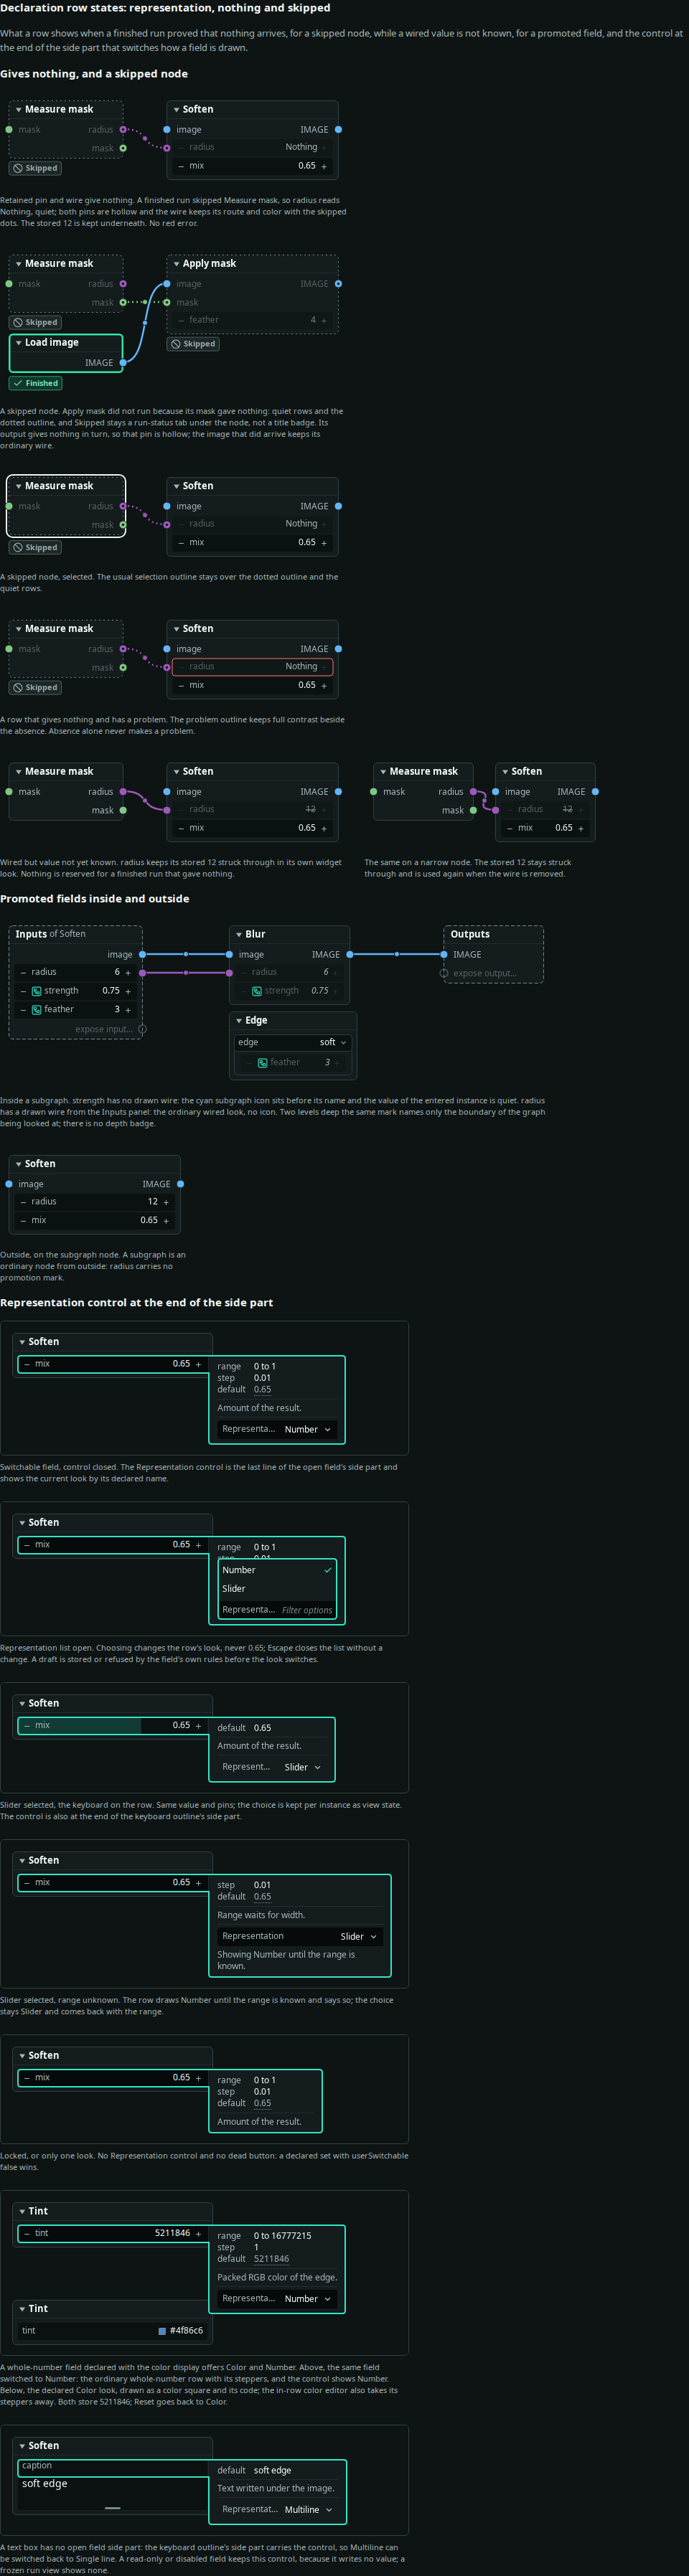 Declaration row states: representation, nothing and skipped
What a row shows when a finished run proved that nothing arrives, for a skipped node, while a wired value is not known, for a promoted field, and the control at
the end of the side part that switches how a field is drawn.
Gives nothing, and a skipped node
Measure mask
mask radius
mask
Skipped
Soften
image IMAGE
– radius Nothing +
– mix 0.65 +
Retained pin and wire give nothing. A finished run skipped Measure mask, so radius reads
Nothing, quiet; both pins are hollow and the wire keeps its route and color with the skipped
dots. The stored 12 is kept underneath. No red error.
Measure mask
mask radius
mask
Skipped
Load image
IMAGE
Finished
Apply mask
image IMAGE
mask
– feather 4 +
Skipped
A skipped node. Apply mask did not run because its mask gave nothing: quiet rows and the
dotted outline, and Skipped stays a run-status tab under the node, not a title badge. Its
output gives nothing in turn, so that pin is hollow; the image that did arrive keeps its
ordinary wire.
Measure mask
mask radius
mask
Skipped
Soften
image IMAGE
– radius Nothing +
– mix 0.65 +
A skipped node, selected. The usual selection outline stays over the dotted outline and the
quiet rows.
Measure mask
mask radius
mask
Skipped
Soften
image IMAGE
– radius Nothing +
– mix 0.65 +
A row that gives nothing and has a problem. The problem outline keeps full contrast beside
the absence. Absence alone never makes a problem.
Measure mask
mask radius
mask
Soften
image IMAGE
– radius 12 +
– mix 0.65 +
Wired but value not yet known. radius keeps its stored 12 struck through in its own widget
look. Nothing is reserved for a finished run that gave nothing.
Measure mask
mask radius
mask
Soften
image IMAGE
– radius 12 +
– mix 0.65 +
The same on a narrow node. The stored 12 stays struck
through and is used again when the wire is removed.
Promoted fields inside and outside
Inputs of Soften
image
– radius 6 +
– strength 0.75 +
– feather 3 +
expose input...
Blur
image IMAGE
– radius 6 +
– strength 0.75 +
Edge
edge soft
– feather 3 +
Outputs
IMAGE
expose output...
Inside a subgraph. strength has no drawn wire: the cyan subgraph icon sits before its name and the value of the entered instance is quiet. radius
has a drawn wire from the Inputs panel: the ordinary wired look, no icon. Two levels deep the same mark names only the boundary of the graph
being looked at; there is no depth badge.
Soften
image IMAGE
– radius 12 +
– mix 0.65 +
Outside, on the subgraph node. A subgraph is an
ordinary node from outside: radius carries no
promotion mark.
Representation control at the end of the side part
Soften
– mix 0.65 +
range 0 to 1
step 0.01
default 0.65
Amount of the result.
Representa... Number
Switchable field, control closed. The Representation control is the last line of the open field's side part and
shows the current look by its declared name.
Soften
– mix 0.65 +
range 0 to 1
Number
Slider
Representa... Filter options
Representation list open. Choosing changes the row's look, never 0.65; Escape closes the list without a
change. A draft is stored or refused by the field's own rules before the look switches.
Soften
– mix 0.65 +
default 0.65
Amount of the result.
Represent... Slider
Slider selected, the keyboard on the row. Same value and pins; the choice is kept per instance as view state.
The control is also at the end of the keyboard outline's side part.
Soften
– mix 0.65 +
step 0.01
default 0.65
Range waits for width.
Representation Slider
Showing Number until the range is
known.
Slider selected, range unknown. The row draws Number until the range is known and says so; the choice
stays Slider and comes back with the range.
Soften
– mix 0.65 +
range 0 to 1
step 0.01
default 0.65
Amount of the result.
Locked, or only one look. No Representation control and no dead button: a declared set with userSwitchable
false wins.
Tint
– tint 5211846 +
range 0 to 16777215
step 1
default 5211846
Packed RGB color of the edge.
Representa... Number
Tint
tint #4f86c6
A whole-number field declared with the color display offers Color and Number. Above, the same field
switched to Number: the ordinary whole-number row with its steppers, and the control shows Number.
Below, the declared Color look, drawn as a color square and its code; the in-row color editor also takes its
steppers away. Both store 5211846; Reset goes back to Color.
Soften
caption
soft edge
default soft edge
Text written under the image.
Representat... Multiline
A text box has no open field side part: the keyboard outline's side part carries the control, so Multiline can
be switched back to Single line. A read-only or disabled field keeps this control, because it writes no value; a
frozen run view shows none.